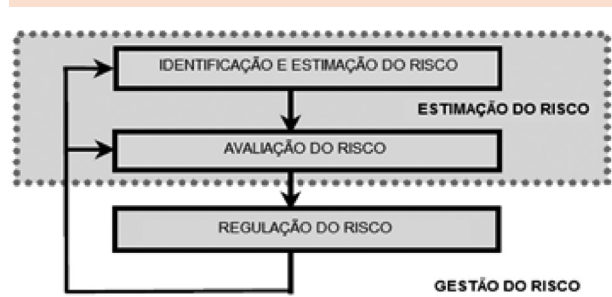 IDENTIFICAÇÃO E ESTIMAÇÃO DO RISCO
ESTIMAÇÃO DO RISCO
AVALIAÇÃO DO RISCO
REGULAÇÃO DO RISCO
GESTÃO DO RISCO